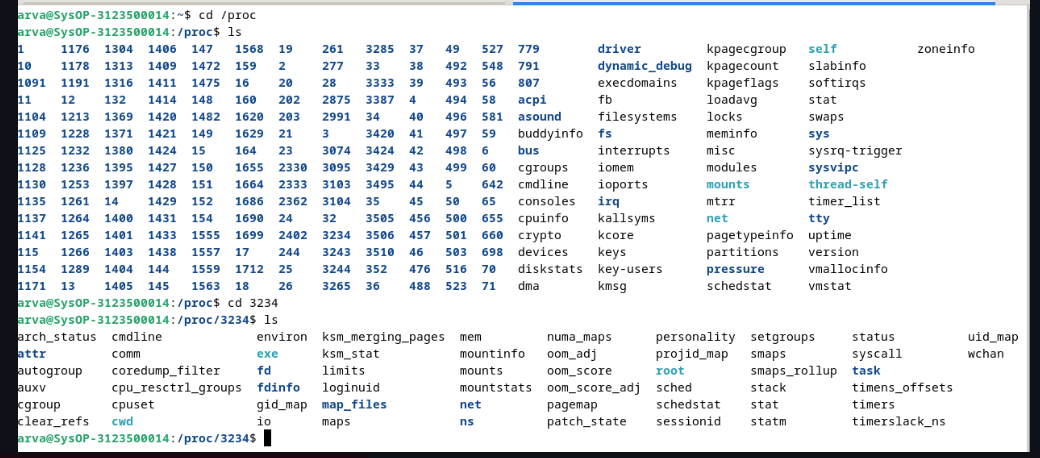 arva@SysOP-3123500014:~$ cd /proc
arva@SysOP-3123500014:/proc$ ls
1 1176 1304 1406 147 1568 19 261 3285 37 49 527 779 driver kpagecgroup self zoneinfo
10 1178 1313 1409 1472 159 2 277 33 38 492 548 791 dynamic_debug kpagecount slabinfo
1091 1191 1316 1411 1475 16 20 28 3333 39 493 56 807 execdomains kpageflags softirqs
11 12 132 1414 148 160 202 2875 3387 4 494 58 acpi fb loadavg stat
1104 1213 1369 1420 1482 1620 203 2991 34 40 496 581 asound filesystems locks swaps
1109 1228 1371 1421 149 1629 21 3 3420 41 497 59 buddyinfo fs meminfo sys
1125 1232 1380 1424 15 164 23 3074 3424 42 498 6 bus interrupts misc sysrq-trigger
1128 1236 1395 1427 150 1655 2330 3095 3429 43 499 60 cgroups iomem modules sysvipc
1130 1253 1397 1428 151 1664 2333 3103 3495 44 5 642 cmdline ioports mounts thread-self
1135 1261 14 1429 152 1686 2362 3104 35 45 50 65 consoles irq mtrr timer_list
1137 1264 1400 1431 154 1690 24 32 3505 456 500 655 cpuinfo kallsyms net tty
1141 1265 1401 1433 1555 1699 2402 3234 3506 457 501 660 crypto kcore pagetypeinfo uptime
115 1266 1403 1438 1557 17 244 3243 3510 46 503 698 devices keys partitions version
1154 1289 1404 144 1559 1712 25 3244 352 476 516 70 diskstats key-users pressure vmallocinfo
1171 13 1405 145 1563 18 26 3265 36 488 523 71 dma kmsg schedstat vmstat
arva@SysOP-3123500014:/proc$ cd 3234
arva@SysOP-3123500014:/proc/3234$ ls
arch_status cmdline environ ksm_merging_pages mem numa_maps personality setgroups status uid_map
attr comm exe ksm_stat mountinfo oom_adj projid_map smaps syscall wchan
autogroup coredump_filter fd limits mounts oom_score root smaps_rollup task
auxv cpu_resctrl_groups fdinfo loginuid mountstats oom_score_adj sched stack timens_offsets
cgroup cpuset gid_map map_files net pagemap schedstat stat timers
clear_refs cwd io maps ns patch_state sessionid statm timerslack_ns
arva@SysOP-3123500014:/proc/3234$